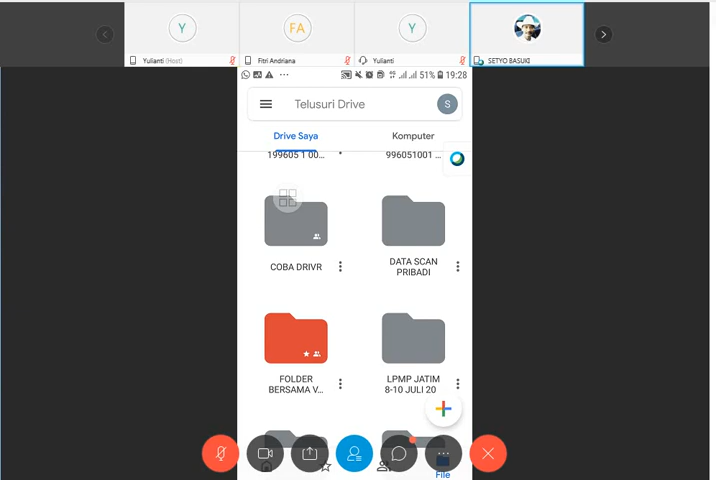 Y
FA
Y
Yulianti (Host)
Fitri Andriana
Yulianti
SETYO BASUKI
51%
19:28
Telusuri Drive
S
Drive Saya
Komputer
199605 1 00...
996051001 ...
COBA DRIVR
DATA SCAN
PRIBADI
FOLDER
BERSAMA V...
LPMP JATIM
8-10 JULI 20
File